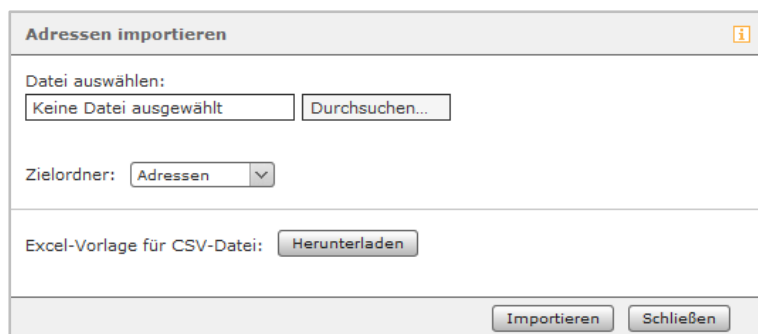 Adressen importieren
Datei auswählen:
Keine Datei ausgewählt Durchsuchen...
Zielordner: Adressen
Excel-Vorlage für CSV-Datei: Herunterladen
Importieren Schließen